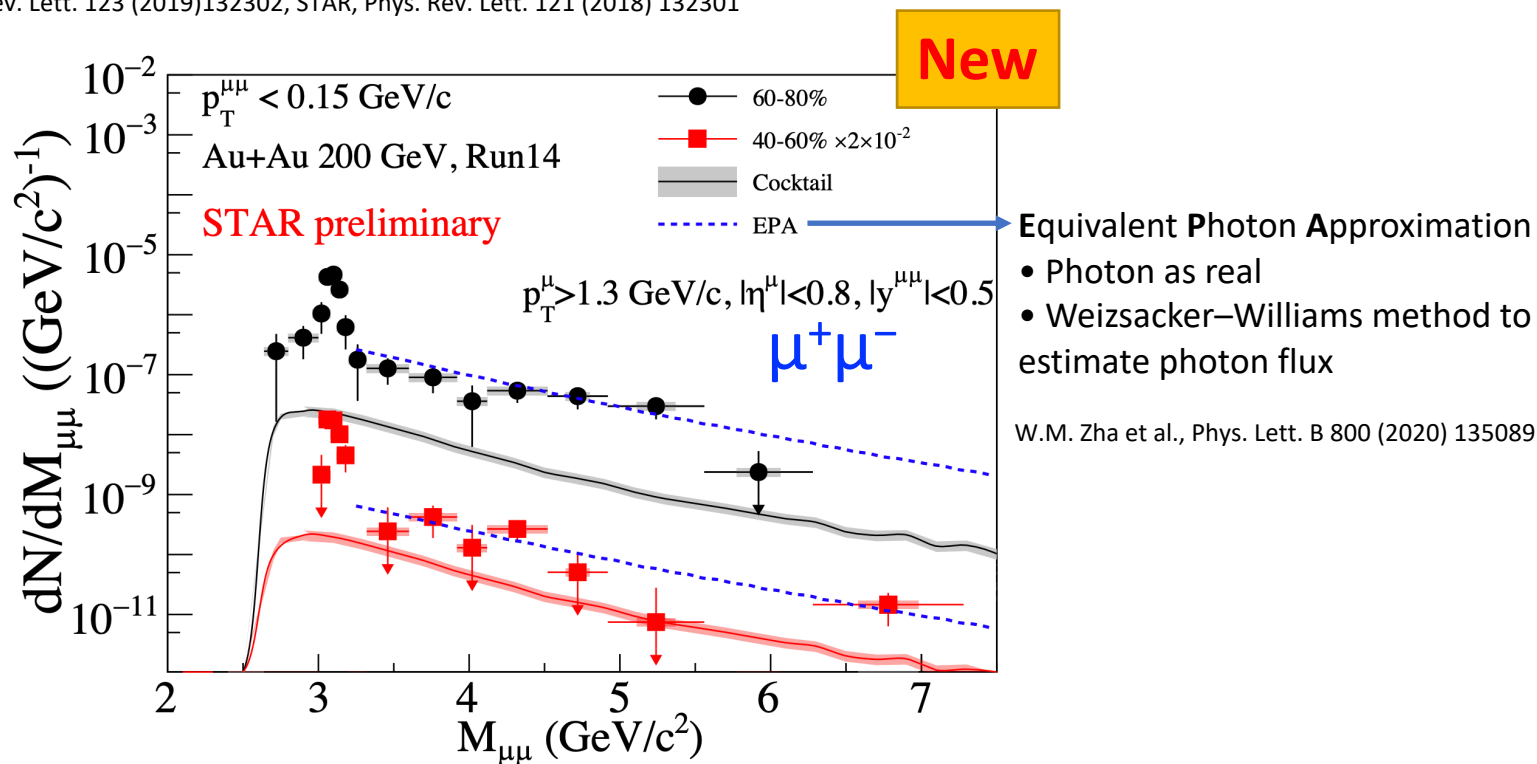 ev. Lett. 123 (2019)132302, STAR, Phys. Rev. Lett. 121 (2018) 132301
New
p_T^μμ < 0.15 GeV/c
Au+Au 200 GeV, Run14
STAR preliminary
60-80%
40-60% ×2×10⁻²
Cocktail
EPA
p_T^μ>1.3 GeV/c, |η^μ|<0.8, |y^μμ|<0.5
μ⁺μ⁻
10⁻²
10⁻³
10⁻⁵
10⁻⁷
10⁻⁹
10⁻¹¹
dN/dM_μμ ((GeV/c²)⁻¹)
2 3 4 5 6 7
M_μμ (GeV/c²)
Equivalent Photon Approximation
• Photon as real
• Weizsacker–Williams method to
estimate photon flux
W.M. Zha et al., Phys. Lett. B 800 (2020) 135089